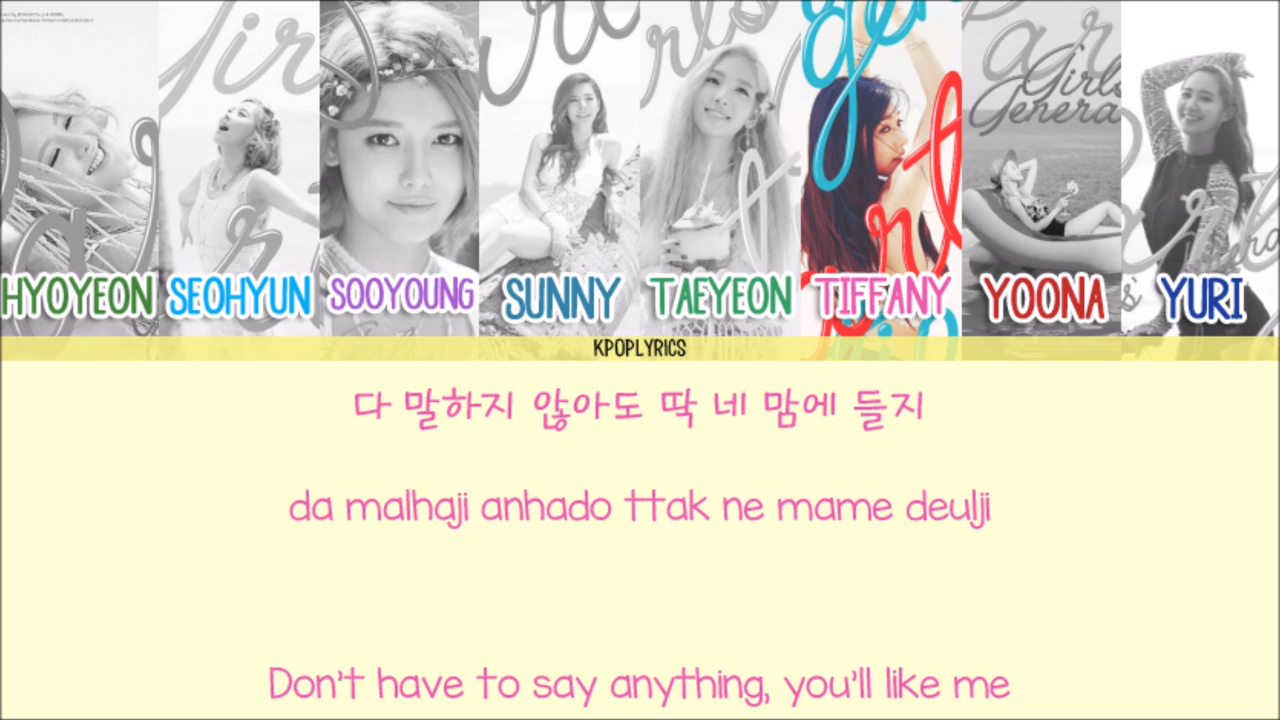 HYOYEON SEOHYUN SOOYOUNG SUNNY TAEYEON TIFFANY YOONA YURI
KPOPLYRICS
다 말하지 않아도 딱 네 맘에 들지
da malhaji anhado ttak ne mame deulji
Don't have to say anything, you'll like me